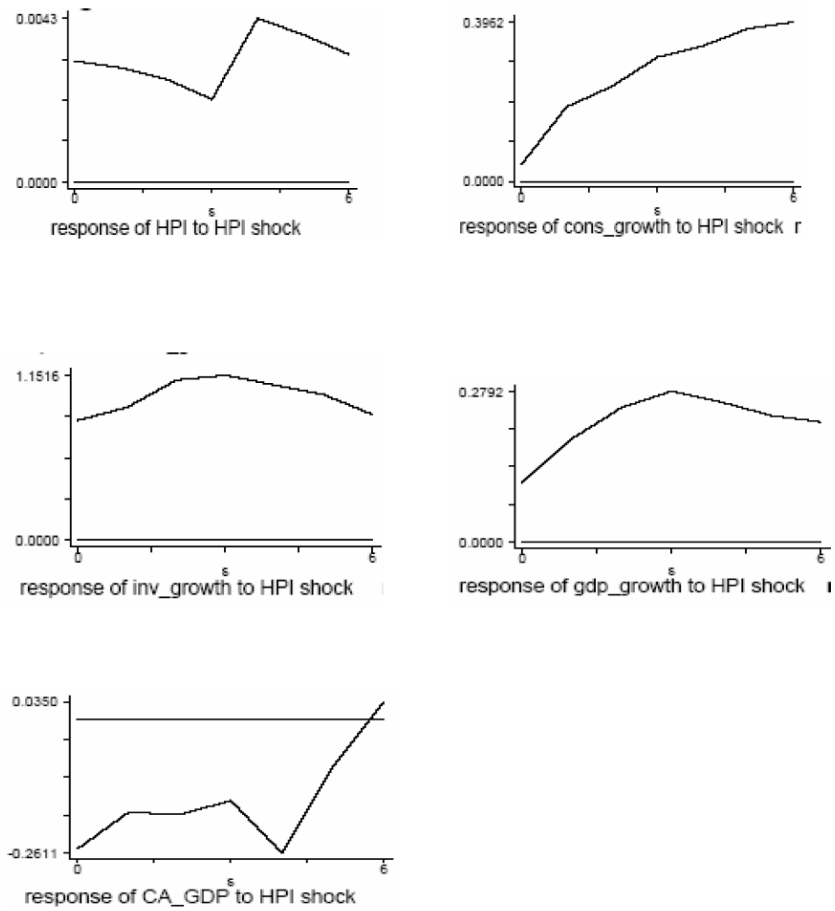 0.0043
0.0000
0
s
6
response of HPI to HPI shock
0.3962
0.0000
0
s
6
response of cons_growth to HPI shock r
1.1516
0.0000
0
s
6
response of inv_growth to HPI shock
0.2792
0.0000
0
s
6
response of gdp_growth to HPI shock
0.0350
-0.2611
0
s
6
response of CA_GDP to HPI shock